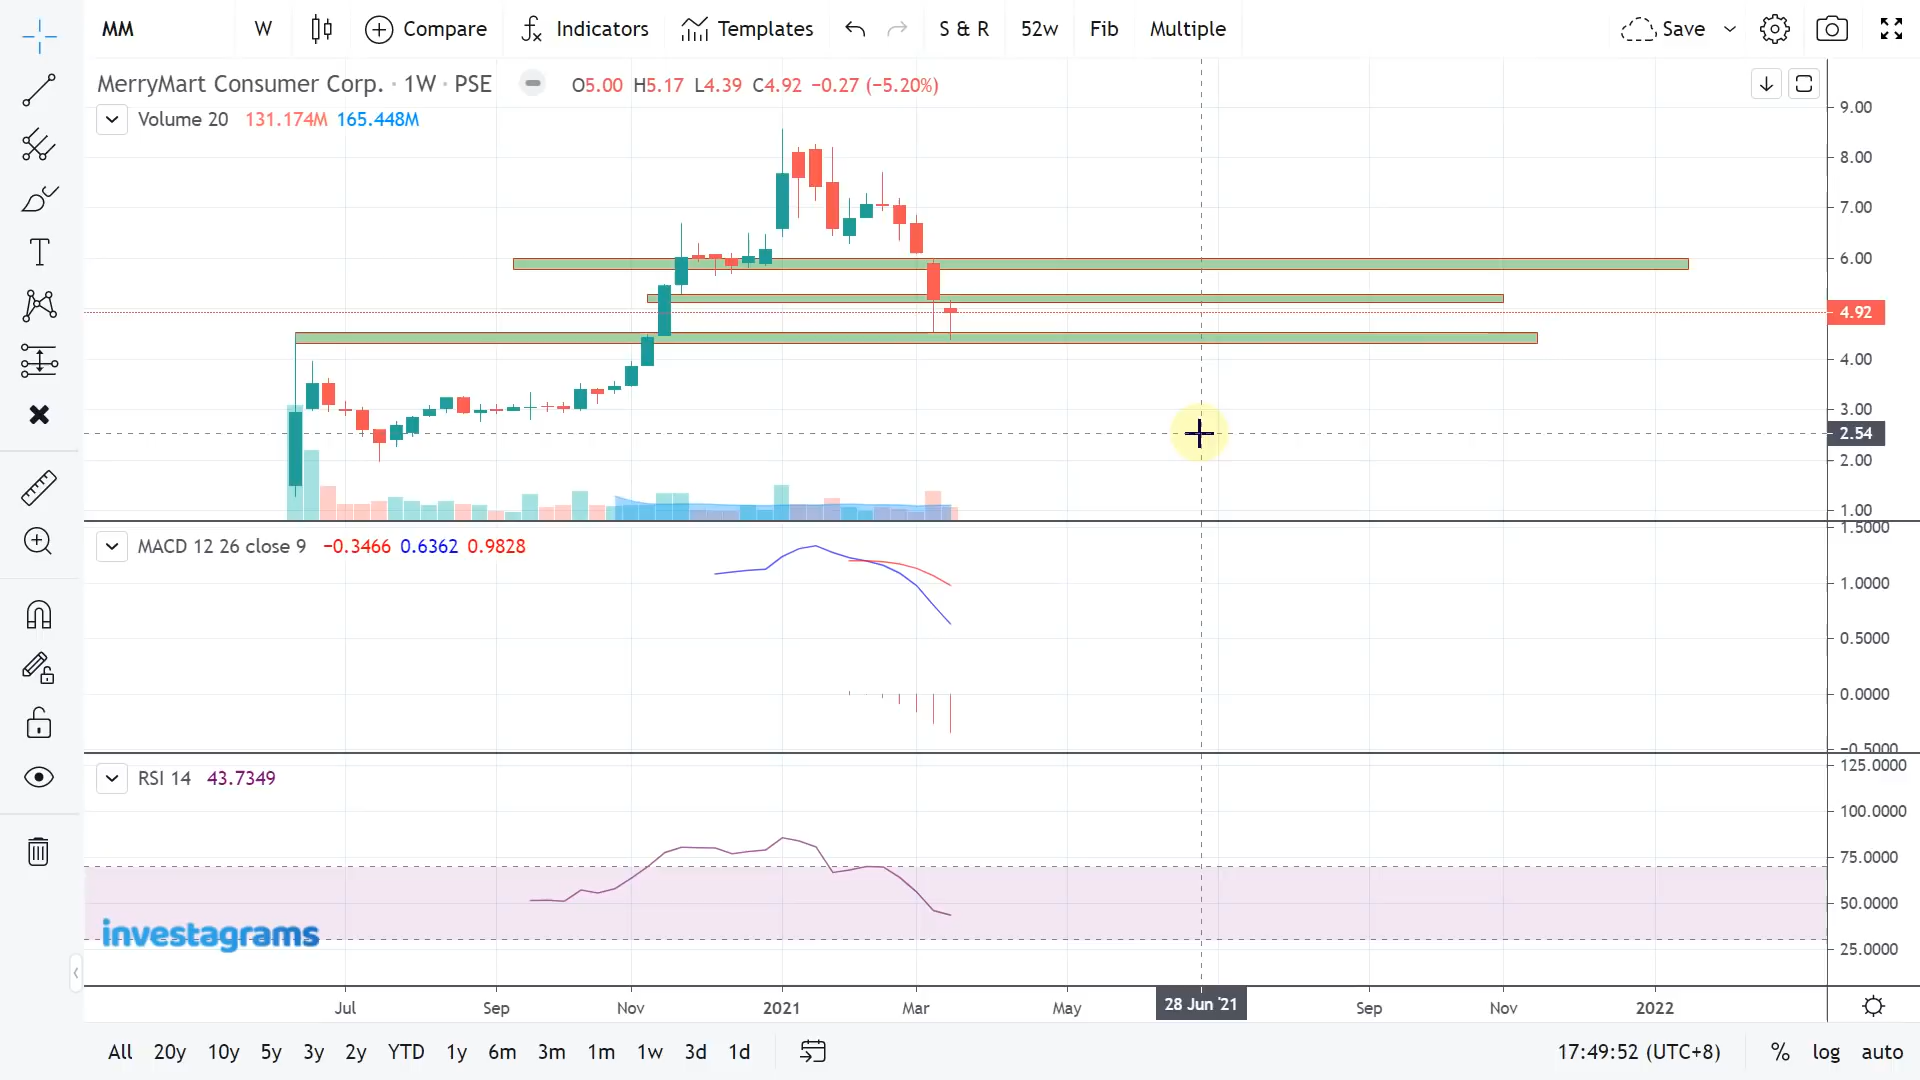 MM W Compare Indicators Templates S & R 52w Fib Multiple Save
MerryMart Consumer Corp. · 1W · PSE O5.00 H5.17 L4.39 C4.92 −0.27 (−5.20%)
Volume 20 131.174M 165.448M
9.00
8.00
7.00
6.00
4.92
4.00
3.00
2.54
2.00
1.00
1.5000
MACD 12 26 close 9 −0.3466 0.6362 0.9828
1.0000
0.5000
0.0000
−0.5000
125.0000
RSI 14 43.7349
100.0000
75.0000
50.0000
investagrams
25.0000
Jul Sep Nov 2021 Mar May 28 Jun '21 Sep Nov 2022
All 20y 10y 5y 3y 2y YTD 1y 6m 3m 1m 1w 3d 1d 17:49:52 (UTC+8) % log auto